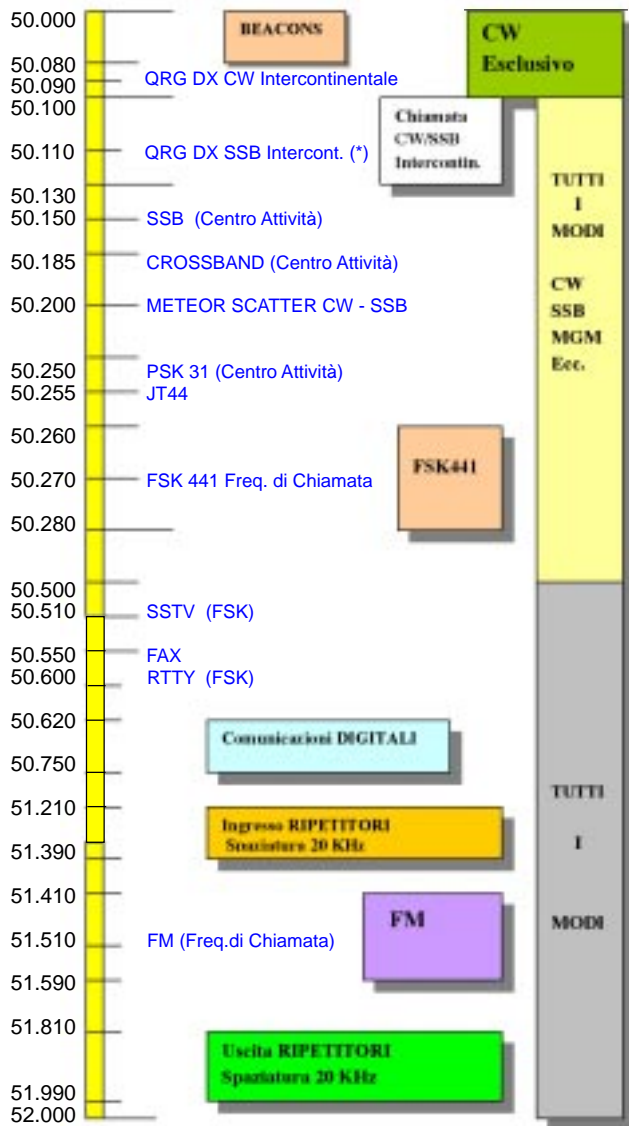 50.000
BEACONS
CW
Esclusivo
50.080
50.090
QRG DX CW Intercontinentale
50.100
Chiamata
CW/SSB
Intercontin.
50.110
QRG DX SSB Intercont. (*)
TUTTI
I
MODI
CW
SSB
MGM
Ecc.
50.130
50.150
SSB (Centro Attività)
50.185
CROSSBAND (Centro Attività)
50.200
METEOR SCATTER CW - SSB
50.250
PSK 31 (Centro Attività)
50.255
JT44
50.260
FSK441
50.270
FSK 441 Freq. di Chiamata
50.280
50.500
50.510
SSTV (FSK)
50.550
FAX
50.600
RTTY (FSK)
50.620
Comunicazioni DIGITALI
50.750
51.210
Ingresso RIPETITORI
Spaziatura 20 KHz
TUTTI
I
MODI
51.390
51.410
FM
51.510
FM (Freq.di Chiamata)
51.590
51.810
Uscita RIPETITORI
Spaziatura 20 KHz
51.990
52.000